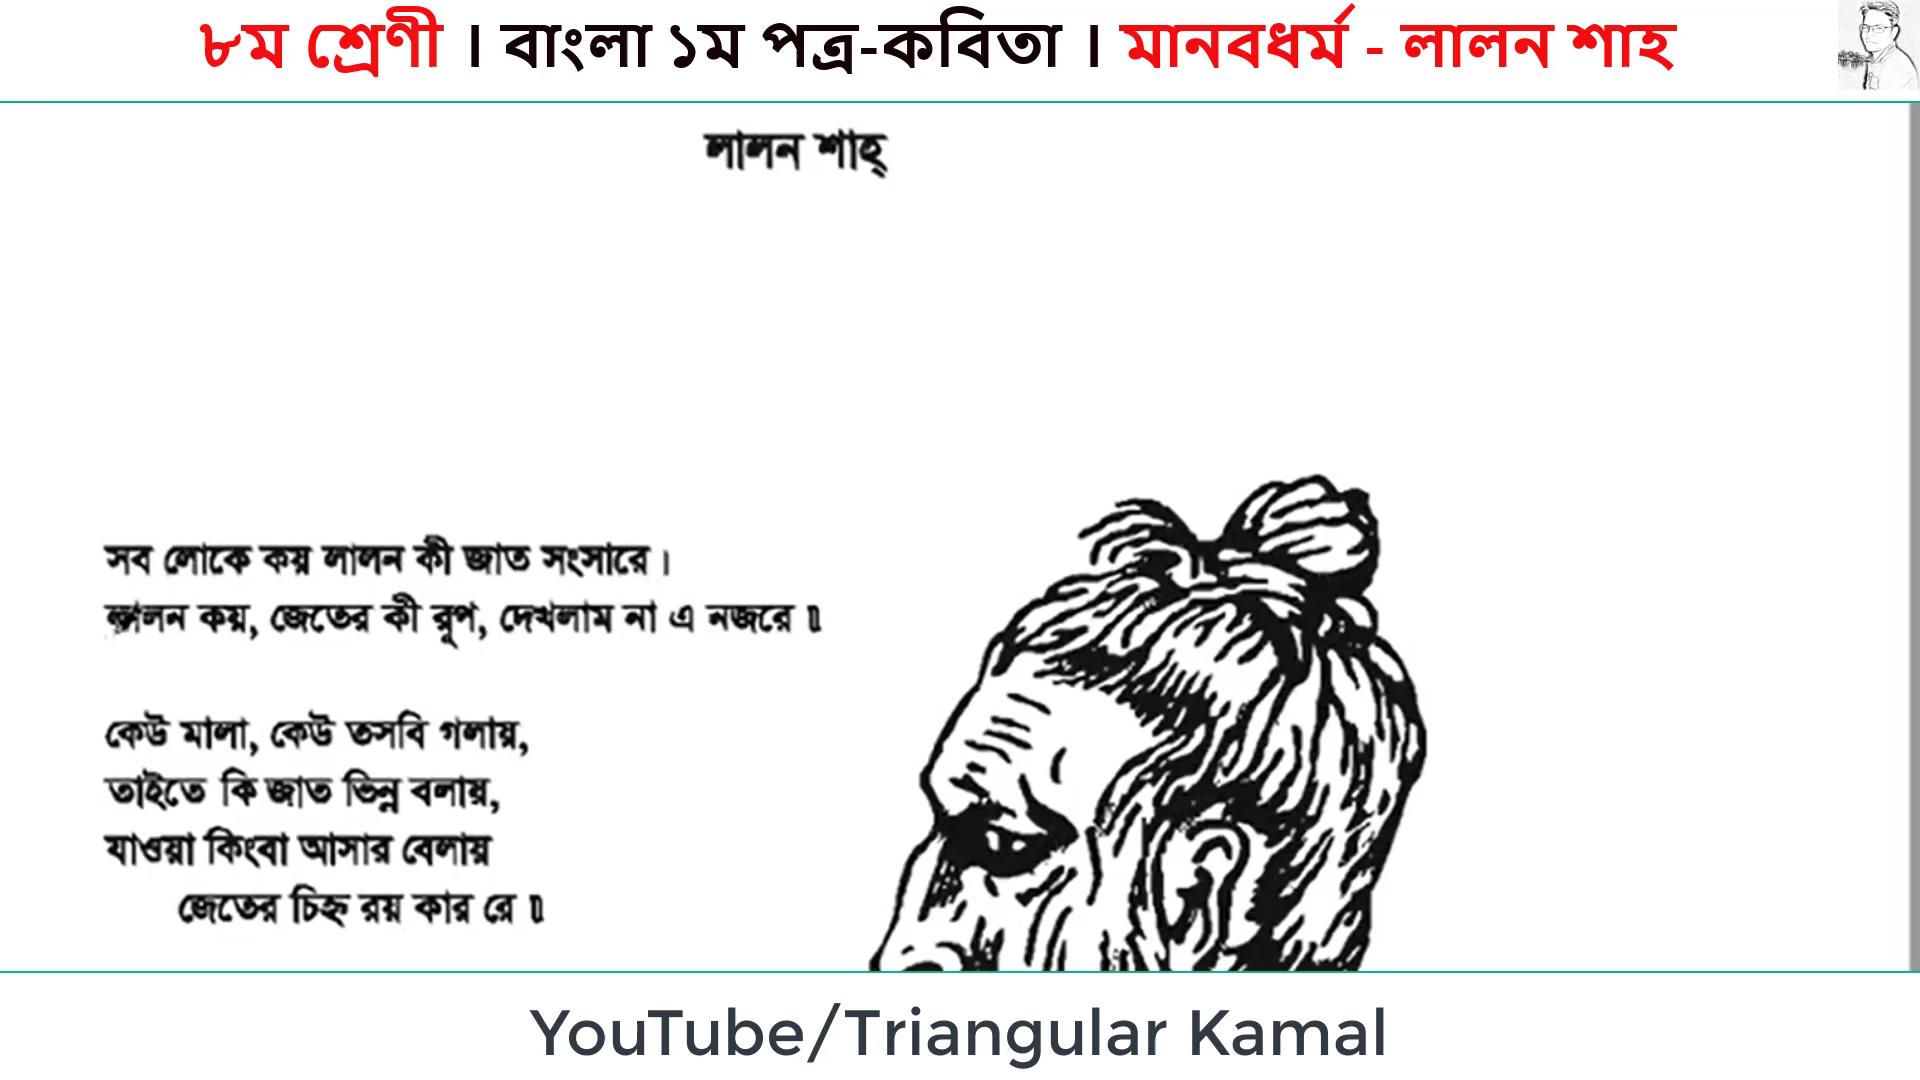 ৮ম শ্রেণী । বাংলা ১ম পত্র-কবিতা । মানবধর্ম - লালন শাহ
লালন শাহ্
সব লোকে কয় লালন কী জাত সংসারে।
লালন কয়, জেতের কী রূপ, দেখলাম না এ নজরে॥
কেউ মালা, কেউ তসবি গলায়,
তাইতে কি জাত ভিন্ন বলায়,
যাওয়া কিংবা আসার বেলায়
জেতের চিহ্ন রয় কার রে॥
YouTube/Triangular Kamal